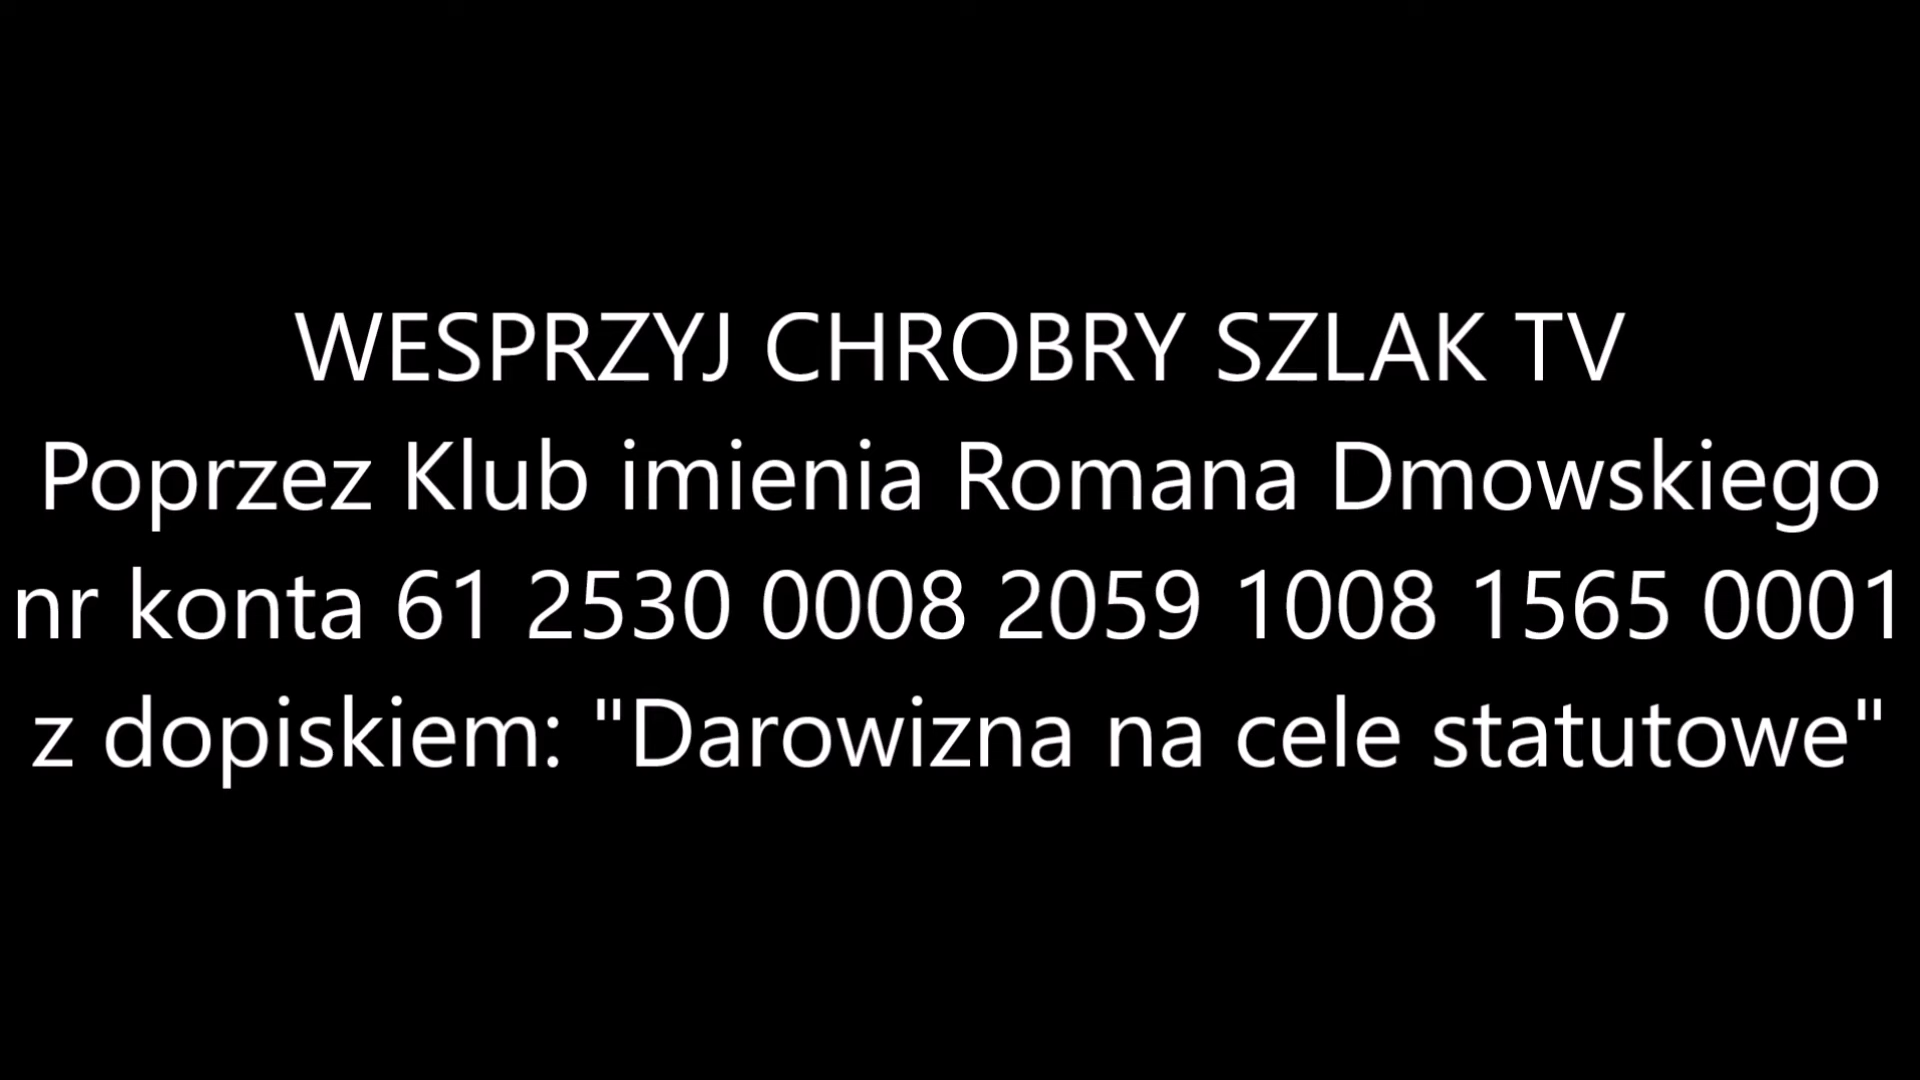 WESPRZYJ CHROBRY SZLAK TV
Poprzez Klub imienia Romana Dmowskiego
nr konta 61 2530 0008 2059 1008 1565 0001
z dopiskiem: "Darowizna na cele statutowe"